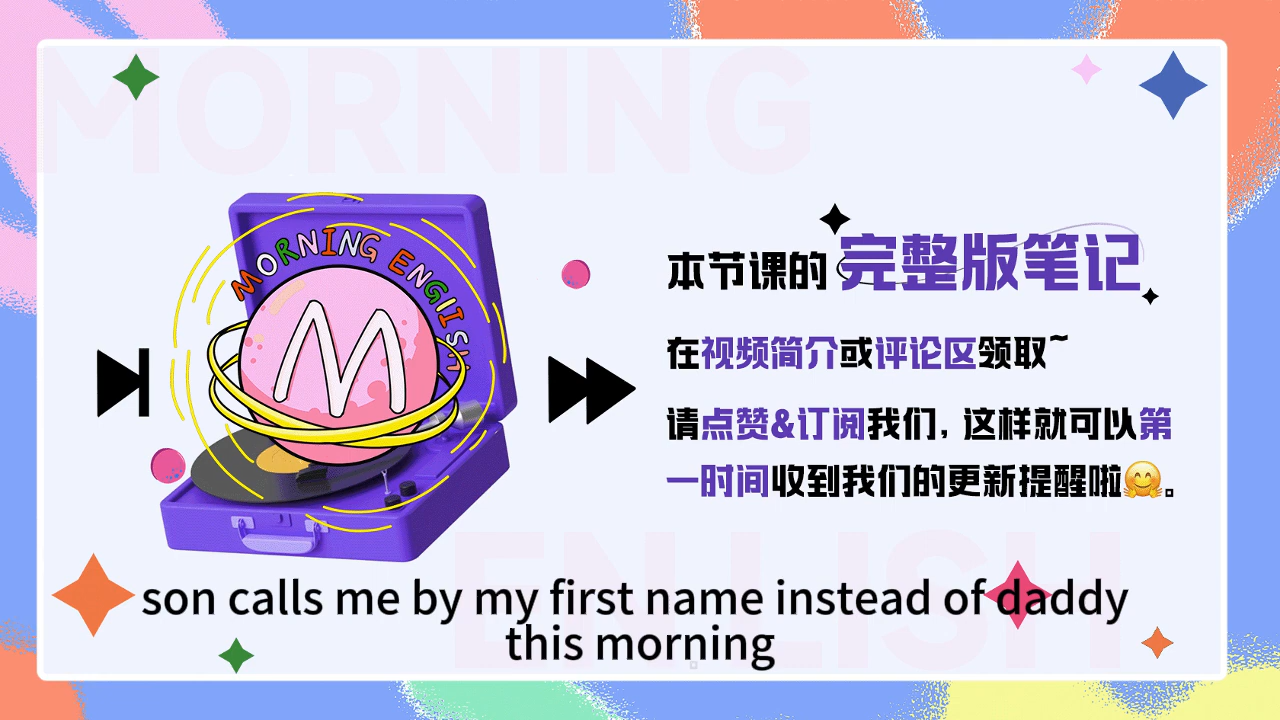 MORNING
MORNING ENGLISH
M
本节课的 完整版笔记
在视频简介或评论区领取~
请点赞&订阅我们, 这样就可以第
一时间收到我们的更新提醒啦🤗。
son calls me by my first name instead of daddy
this morning